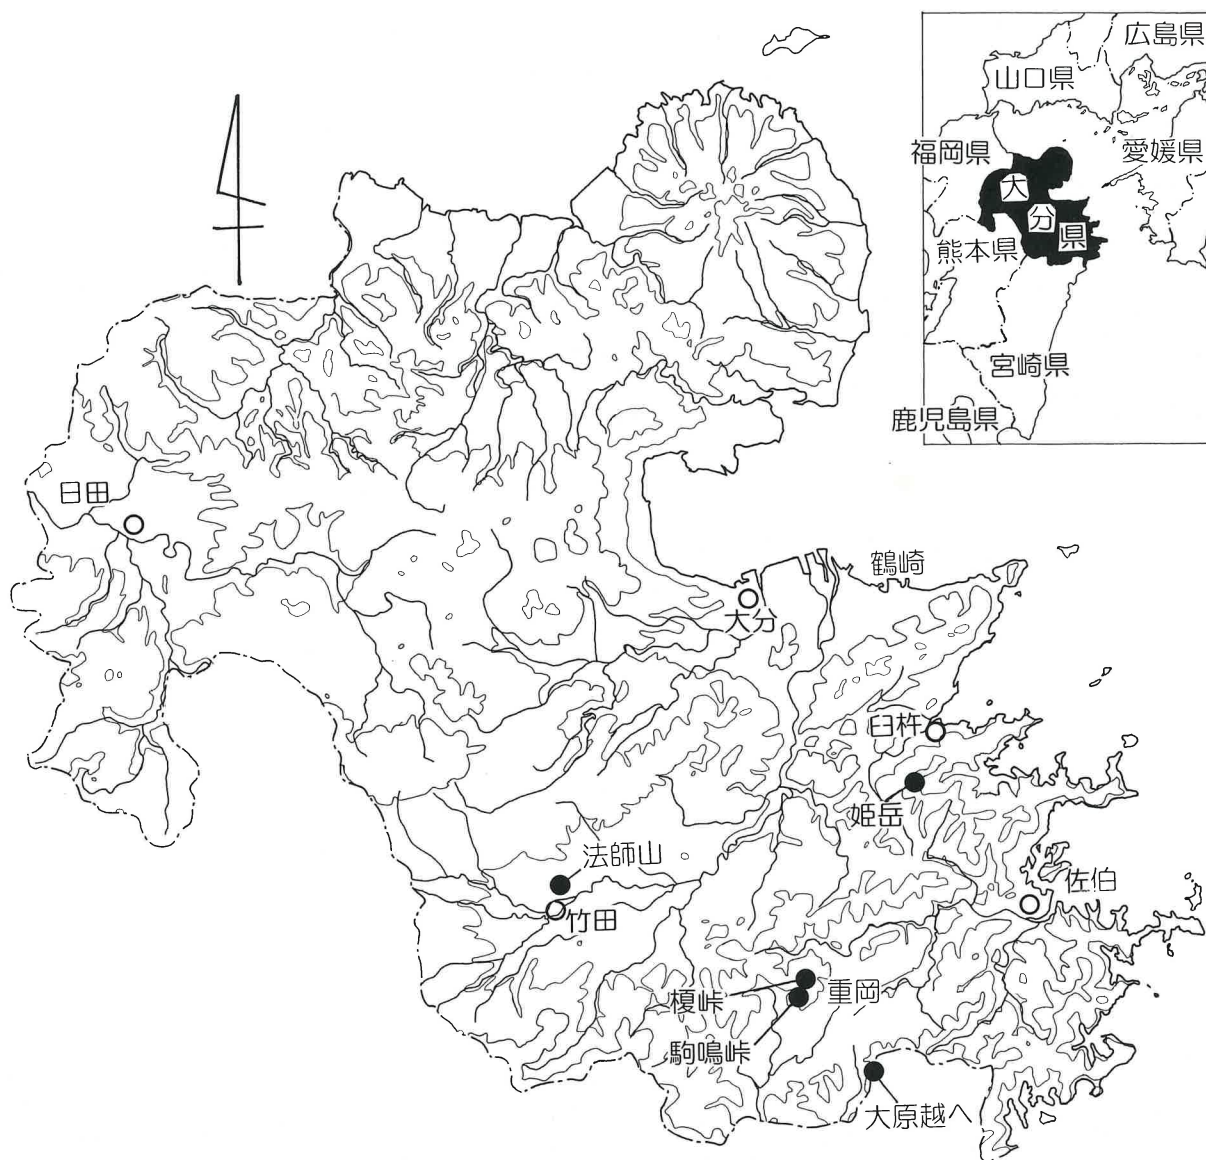 広島県
山口県
福岡県
愛媛県
大
分
県
熊本県
宮崎県
鹿児島県
日田
鶴崎
大分
臼杵
姫岳
法師山
佐伯
竹田
榎峠
重岡
駒鳴峠
大原越へ